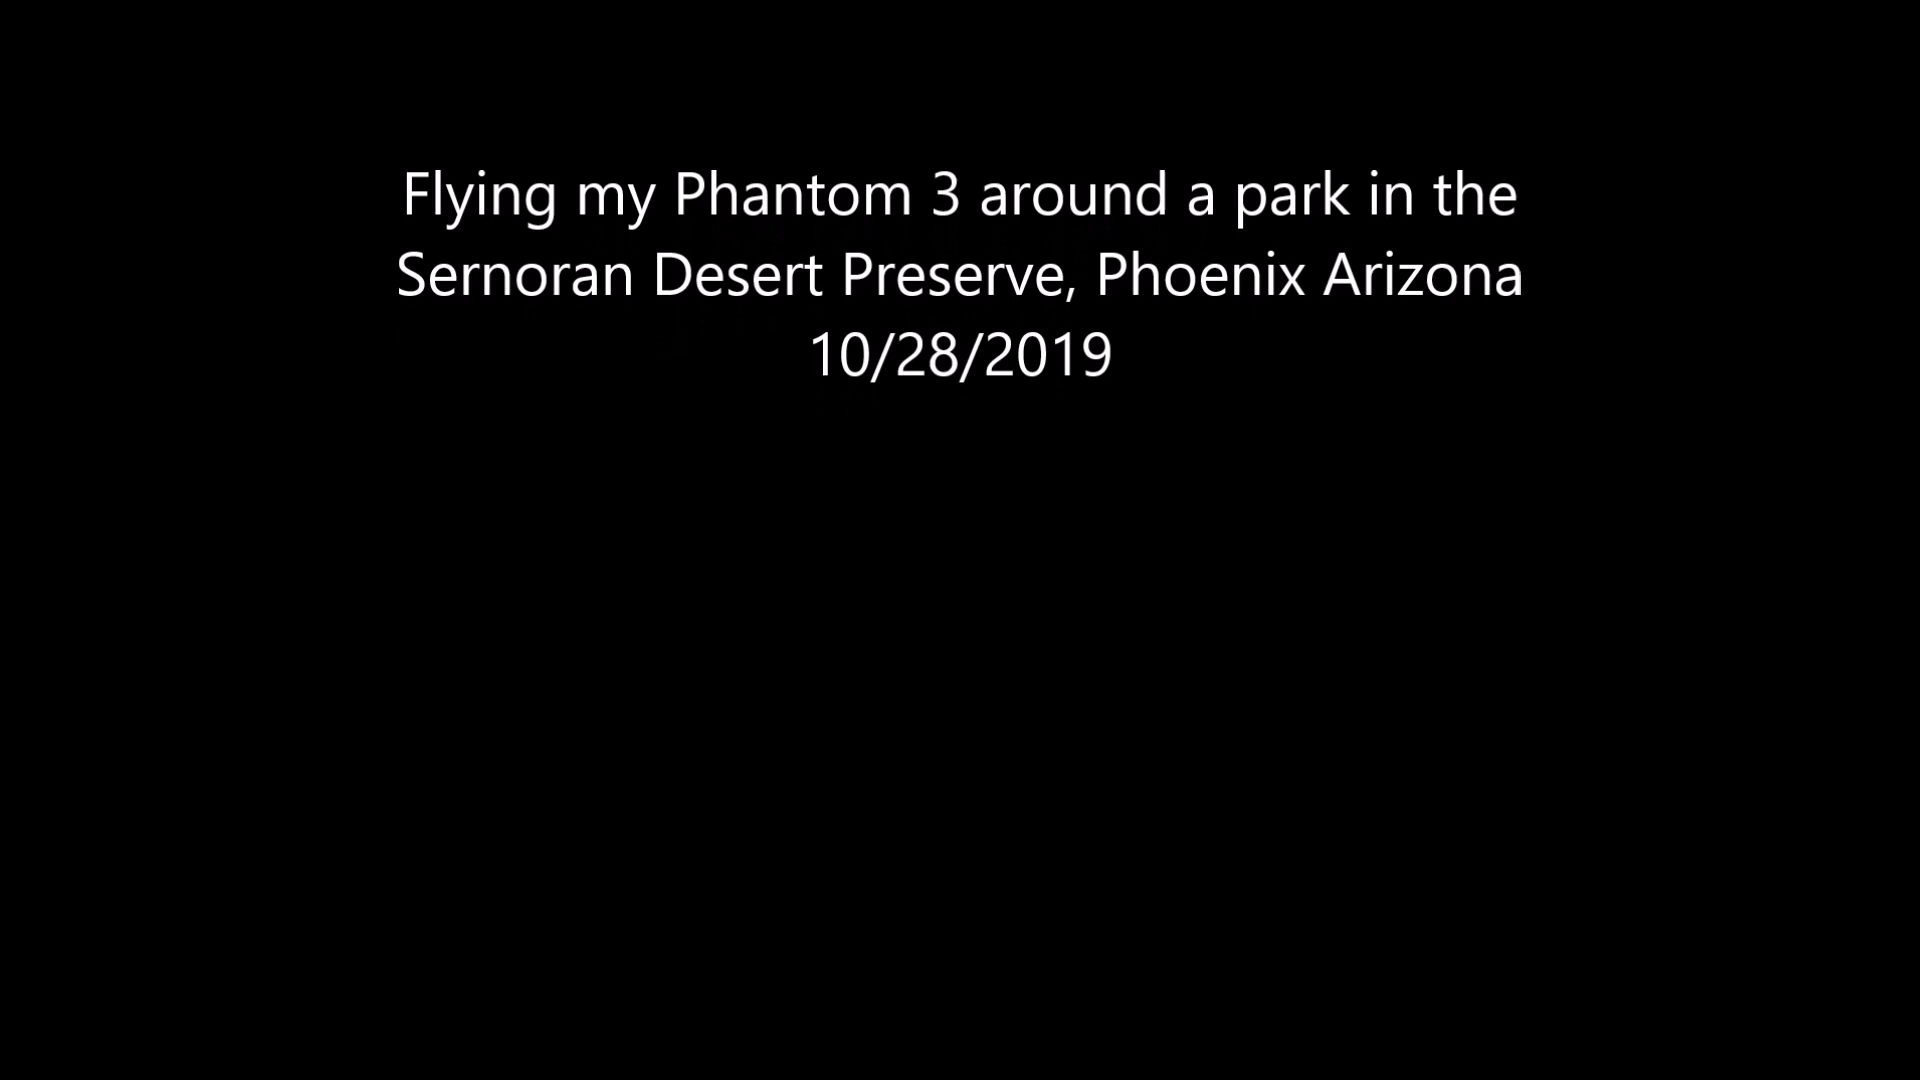 Flying my Phantom 3 around a park in the
Sernoran Desert Preserve, Phoenix Arizona
10/28/2019